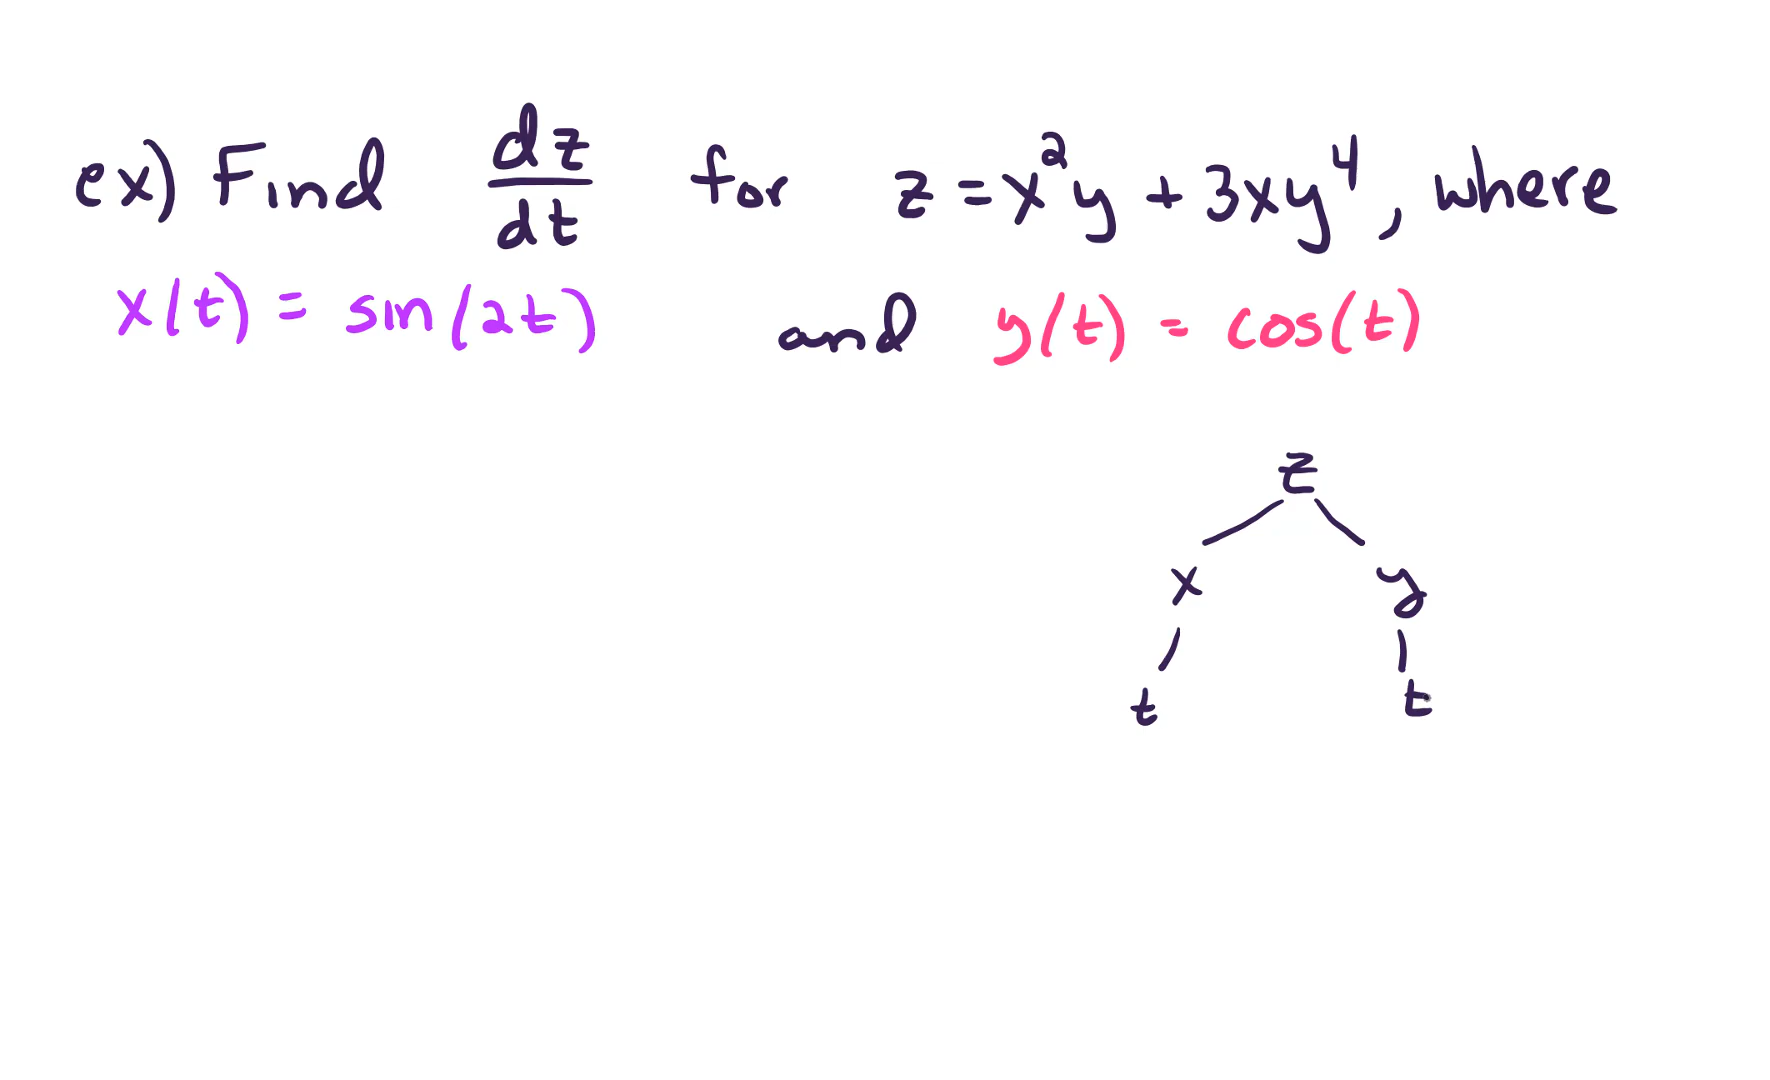 ex) Find dz/dt for z = x²y + 3xy⁴, where
x(t) = sin(2t) and y(t) = cos(t)
z
x y
t t